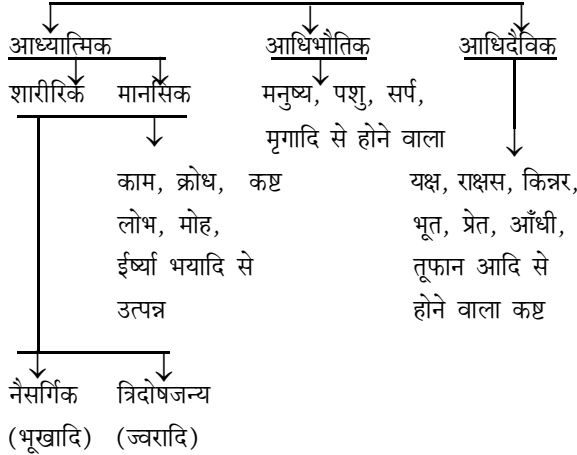 आध्यात्मिक आधिभौतिक आधिदैविक
शारीरिक मानसिक मनुष्य, पशु, सर्प,
मृगादि से होने वाला
काम, क्रोध, कष्ट यक्ष, राक्षस, किन्नर,
लोभ, मोह, भूत, प्रेत, आँधी,
ईर्ष्या भयादि से तूफान आदि से
उत्पन्न होने वाला कष्ट
नैसर्गिक त्रिदोषजन्य
(भूखादि) (ज्वरादि)